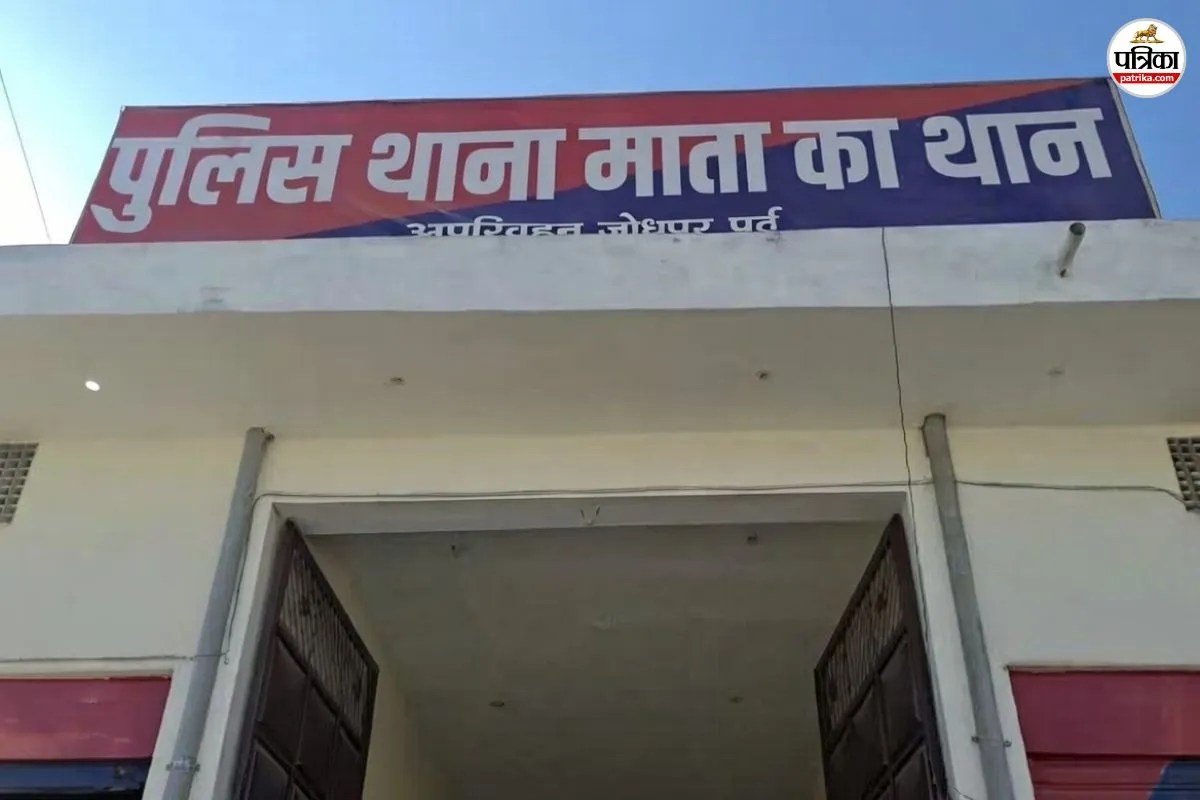 पत्रिका
patrika.com
पुलिस थाना माता का थान
जोधपुर पूर्व